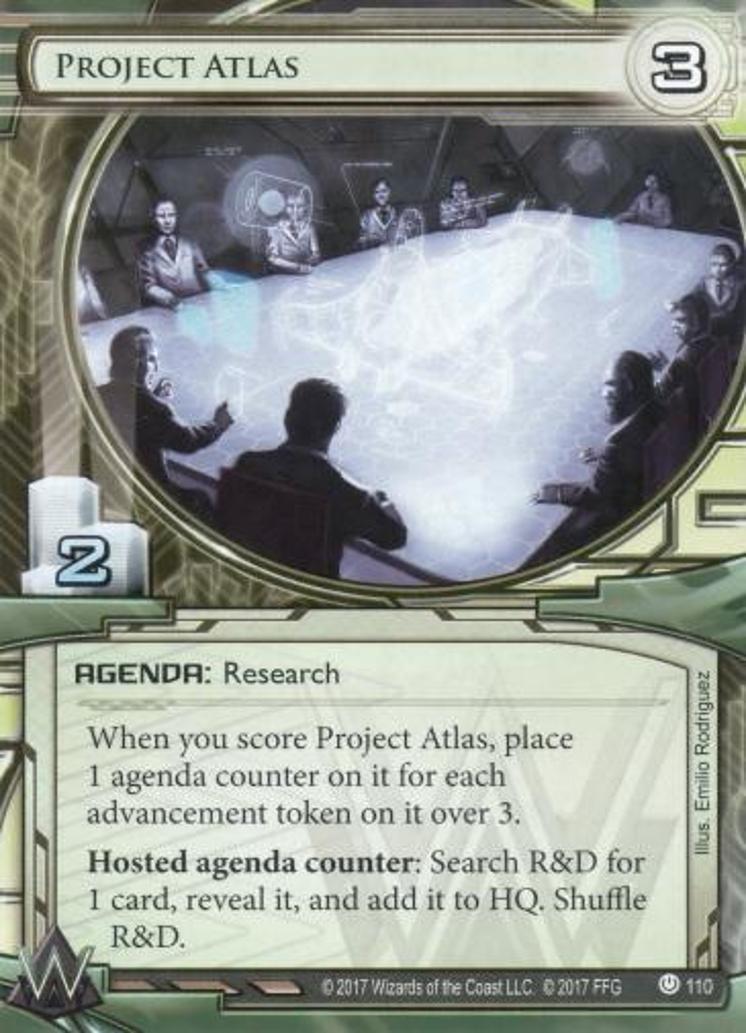 PROJECT ATLAS
3
2
AGENDA: Research
When you score Project Atlas, place
1 agenda counter on it for each
advancement token on it over 3.
Hosted agenda counter: Search R&D for
1 card, reveal it, and add it to HQ. Shuffle
R&D.
Illus. Emilio Rodriguez
W
© 2017 Wizards of the Coast LLC. © 2017 FFG
110